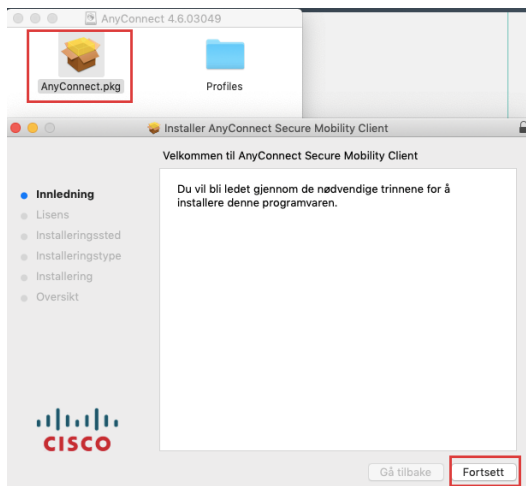 AnyConnect 4.6.03049
AnyConnect.pkg
Profiles
Installer AnyConnect Secure Mobility Client
Velkommen til AnyConnect Secure Mobility Client
Innledning
Lisens
Installeringssted
Installeringstype
Installering
Oversikt
Du vil bli ledet gjennom de nødvendige trinnene for å
installere denne programvaren.
CISCO
Gå tilbake
Fortsett